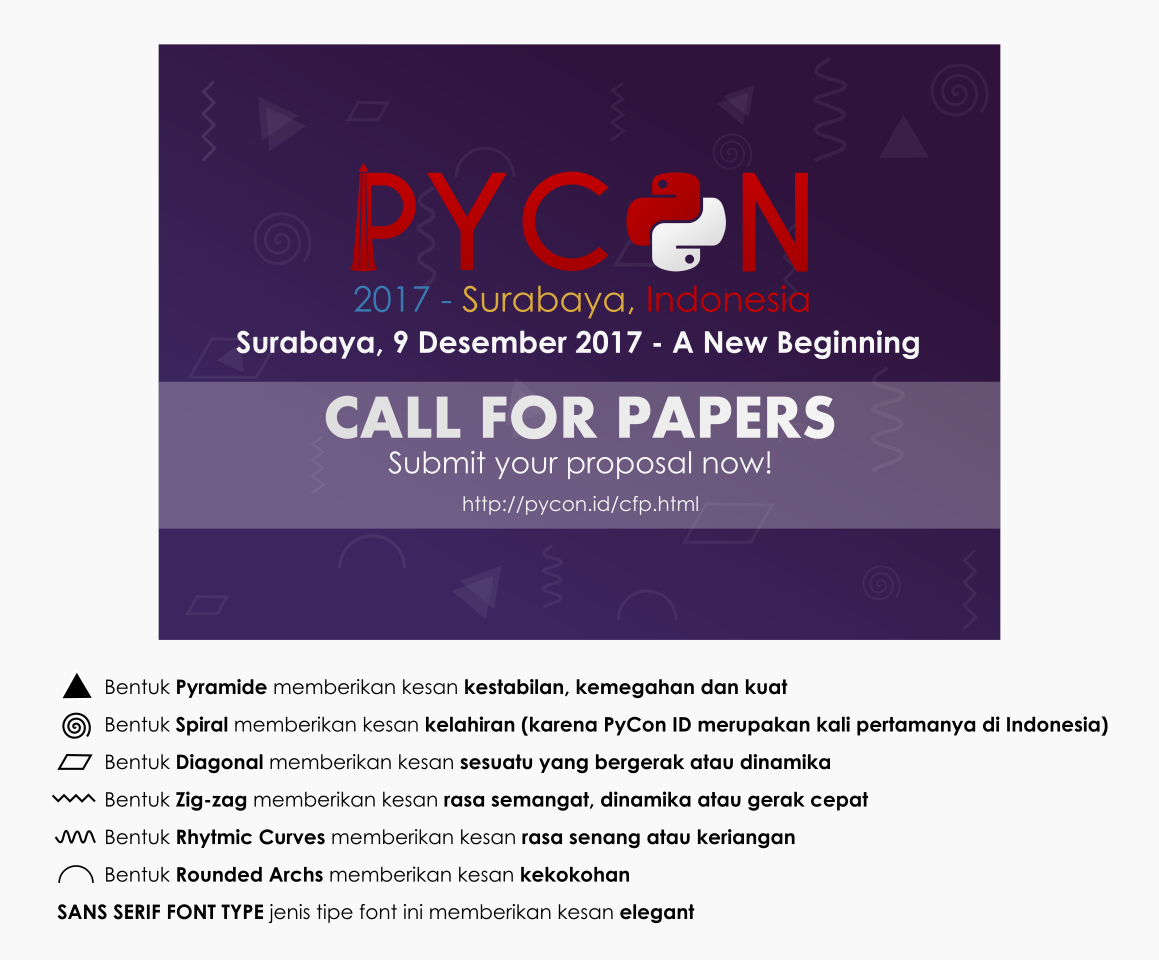 PYCON
2017 - Surabaya, Indonesia
Surabaya, 9 Desember 2017 - A New Beginning
CALL FOR PAPERS
Submit your proposal now!
http://pycon.id/cfp.html
Bentuk Pyramide memberikan kesan kestabilan, kemegahan dan kuat
Bentuk Spiral memberikan kesan kelahiran (karena PyCon ID merupakan kali pertamanya di Indonesia)
Bentuk Diagonal memberikan kesan sesuatu yang bergerak atau dinamika
Bentuk Zig-zag memberikan kesan rasa semangat, dinamika atau gerak cepat
Bentuk Rhytmic Curves memberikan kesan rasa senang atau keriangan
Bentuk Rounded Archs memberikan kesan kekokohan
SANS SERIF FONT TYPE jenis tipe font ini memberikan kesan elegant